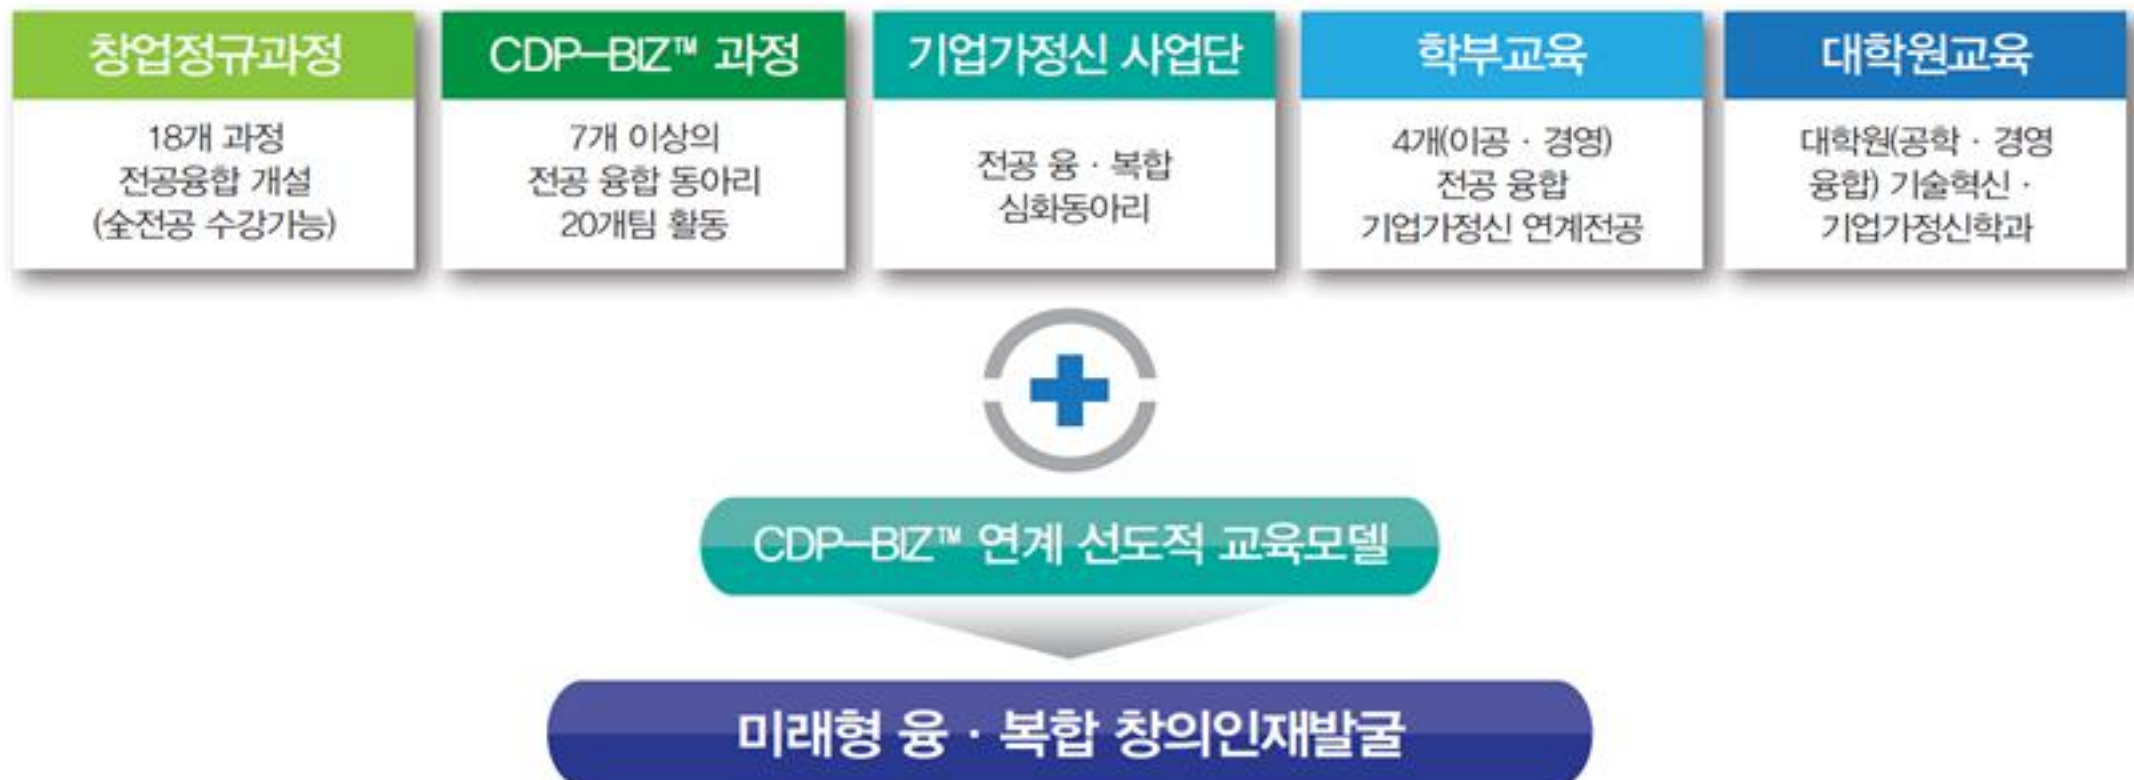 창업정규과정
18개 과정
전공융합 개설
(全전공 수강가능)
CDP-BIZ™ 과정
7개 이상의
전공 융합 동아리
20개팀 활동
기업가정신 사업단
전공 융 · 복합
심화동아리
학부교육
4개(이공 · 경영)
전공 융합
기업가정신 연계전공
대학원교육
대학원(공학 · 경영
융합) 기술혁신 ·
기업가정신학과
CDP-BIZ™ 연계 선도적 교육모델
미래형 융 · 복합 창의인재발굴